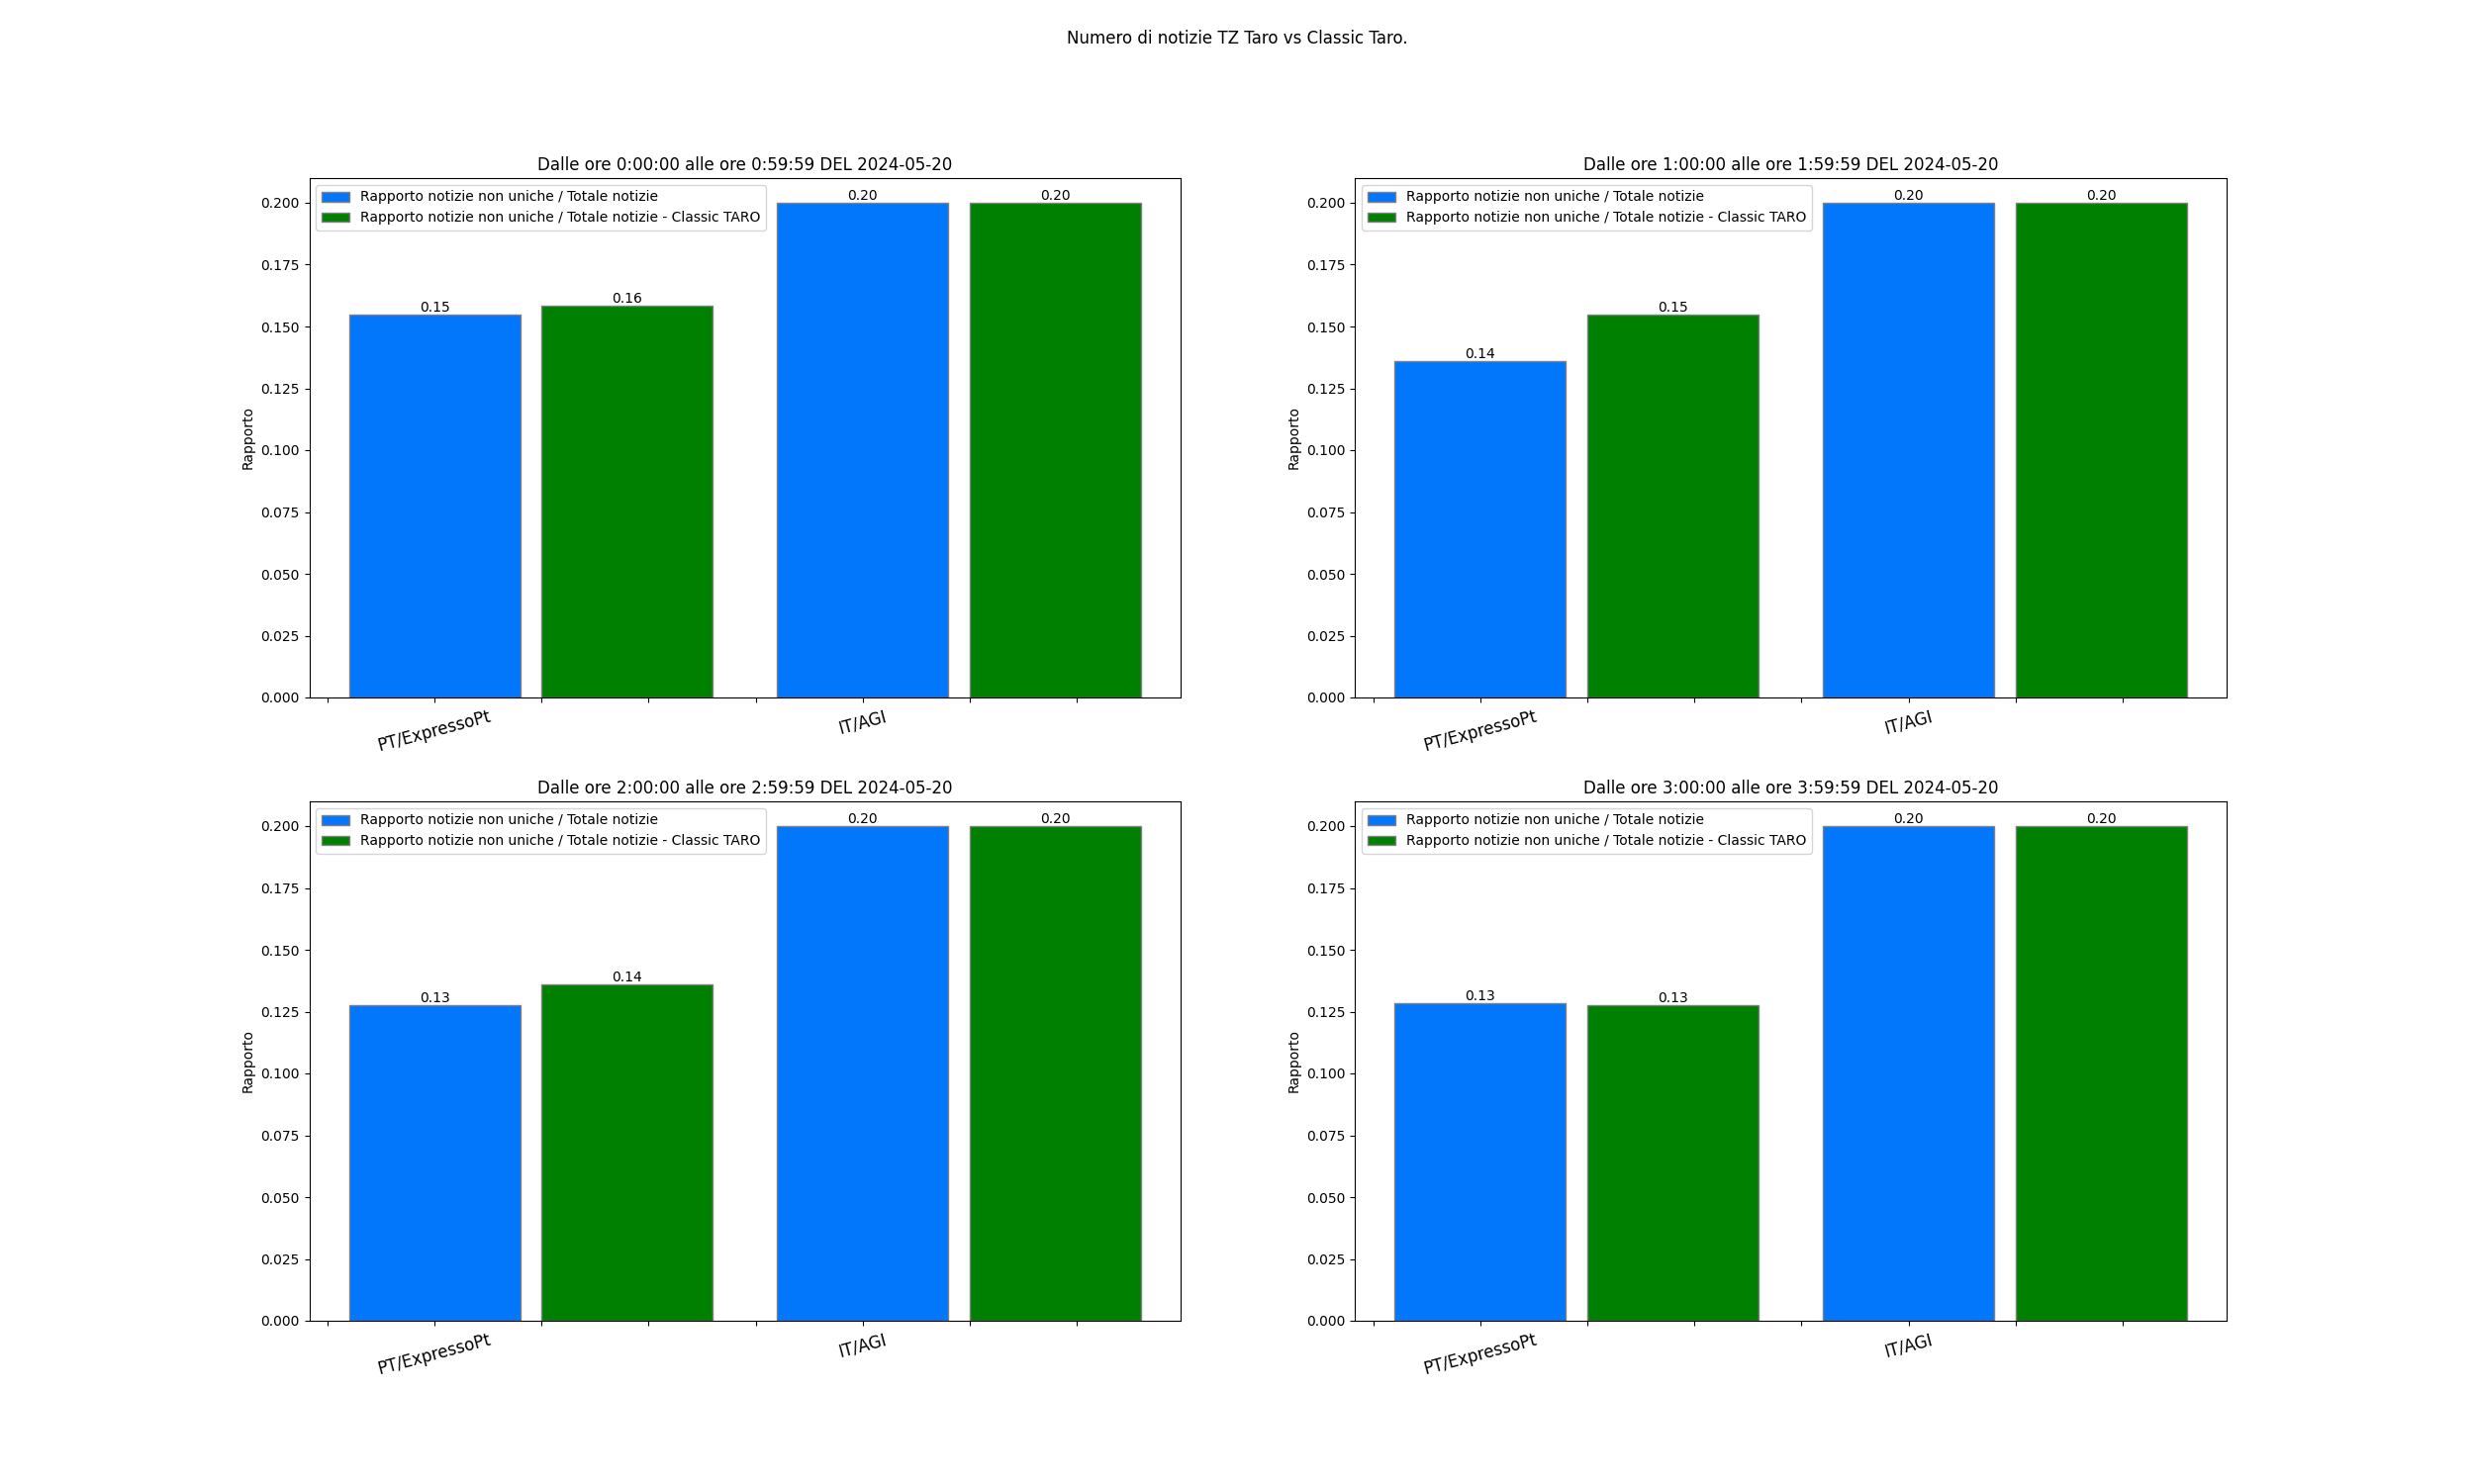 Numero di notizie TZ Taro vs Classic Taro.
Dalle ore 0:00:00 alle ore 0:59:59 DEL 2024-05-20
Rapporto notizie non uniche / Totale notizie
Rapporto notizie non uniche / Totale notizie - Classic TARO
0.15
0.16
0.20
0.20
0.200
0.175
0.150
0.125
0.100
0.075
0.050
0.025
0.000
Rapporto
PT/ExpressoPt
IT/AGI
Dalle ore 1:00:00 alle ore 1:59:59 DEL 2024-05-20
Rapporto notizie non uniche / Totale notizie
Rapporto notizie non uniche / Totale notizie - Classic TARO
0.14
0.15
0.20
0.20
0.200
0.175
0.150
0.125
0.100
0.075
0.050
0.025
0.000
Rapporto
PT/ExpressoPt
IT/AGI
Dalle ore 2:00:00 alle ore 2:59:59 DEL 2024-05-20
Rapporto notizie non uniche / Totale notizie
Rapporto notizie non uniche / Totale notizie - Classic TARO
0.13
0.14
0.20
0.20
0.200
0.175
0.150
0.125
0.100
0.075
0.050
0.025
0.000
Rapporto
PT/ExpressoPt
IT/AGI
Dalle ore 3:00:00 alle ore 3:59:59 DEL 2024-05-20
Rapporto notizie non uniche / Totale notizie
Rapporto notizie non uniche / Totale notizie - Classic TARO
0.13
0.13
0.20
0.20
0.200
0.175
0.150
0.125
0.100
0.075
0.050
0.025
0.000
Rapporto
PT/ExpressoPt
IT/AGI